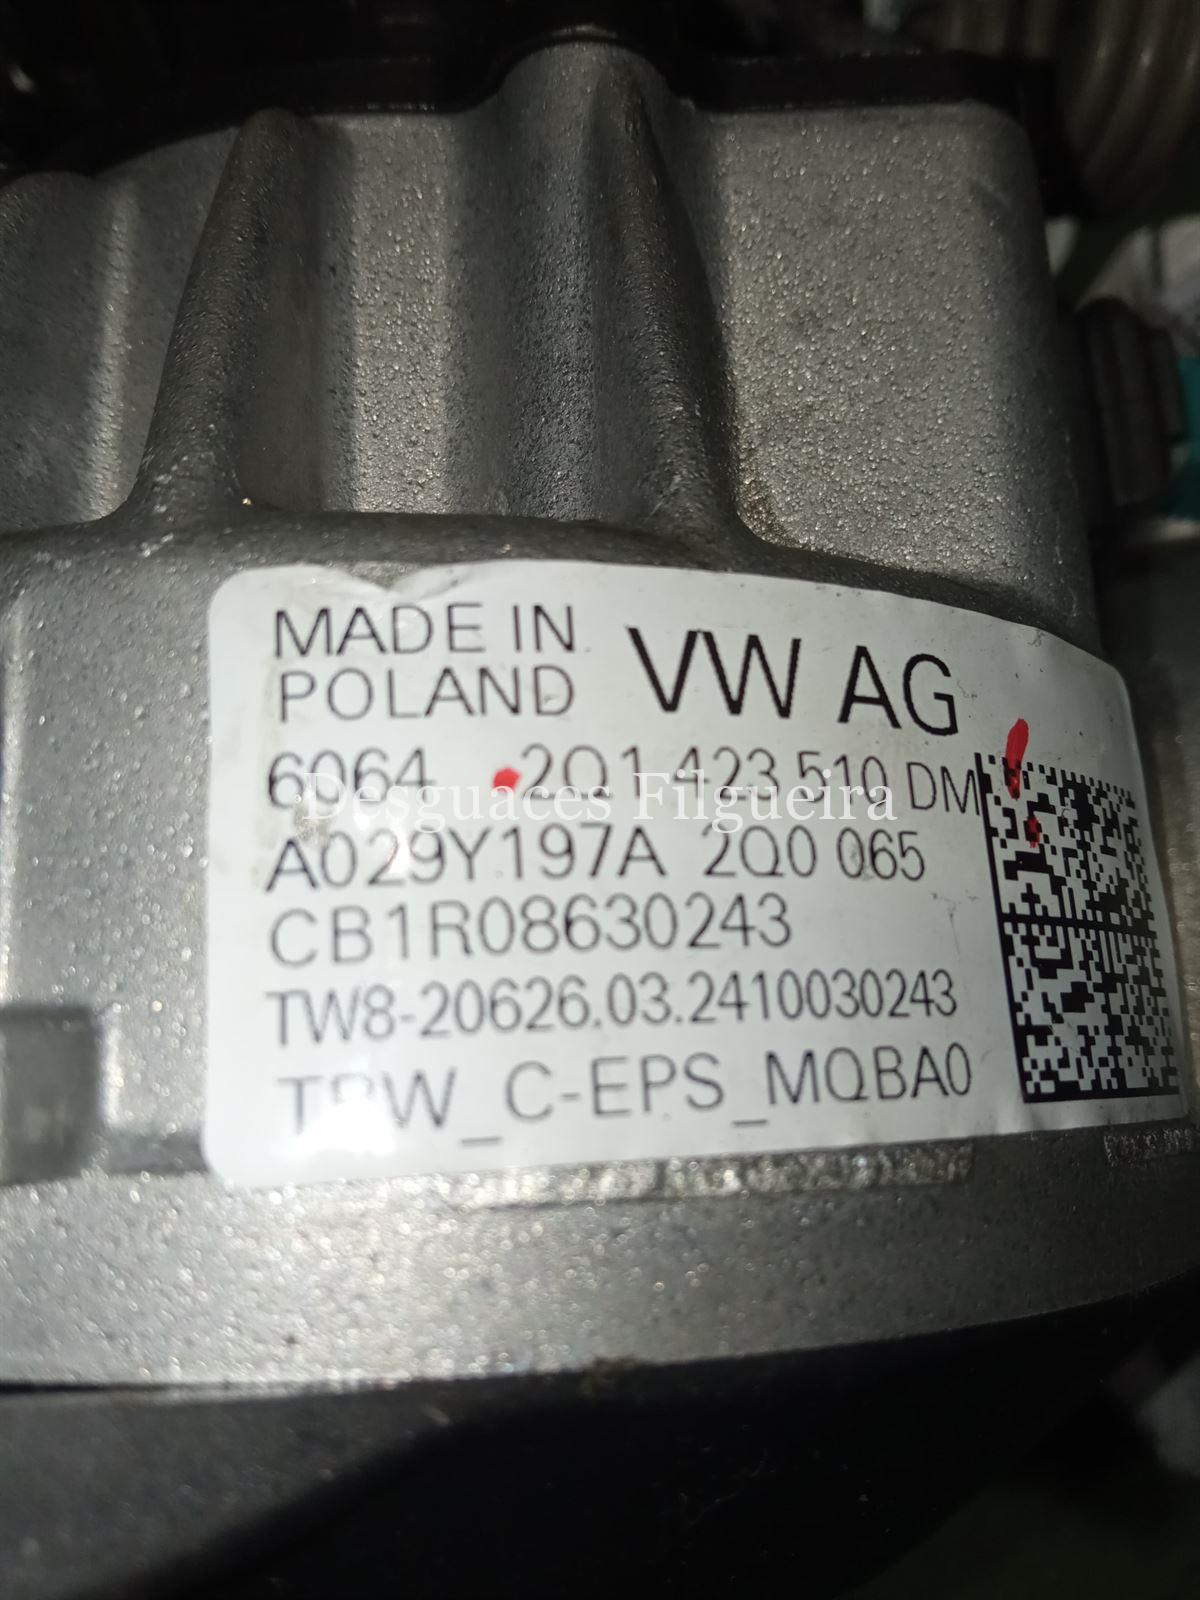 MADE IN
POLAND
VW AG
6064 2Q1 423 510 DM
A029Y197A 2Q0 065
CB1R08630243
TW8-20626.03.2410030243
TRW_C-EPS_MQBA0
Desguaces Filgueira